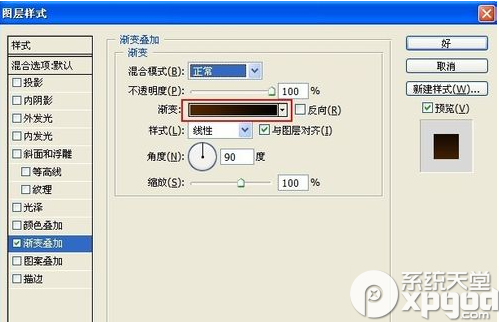 图层样式
样式
混合选项:默认
投影
内阴影
外发光
内发光
斜面和浮雕
等高线
纹理
光泽
颜色叠加
渐变叠加
图案叠加
描边
渐变叠加
渐变
混合模式(B): 正常
不透明度(P): 100 %
渐变: 反向(R)
样式(L): 线性 与图层对齐(I)
角度(N): 90 度
缩放(S): 100 %
好
取消
新建样式(W)...
预览(V)
系统天堂
xpgod